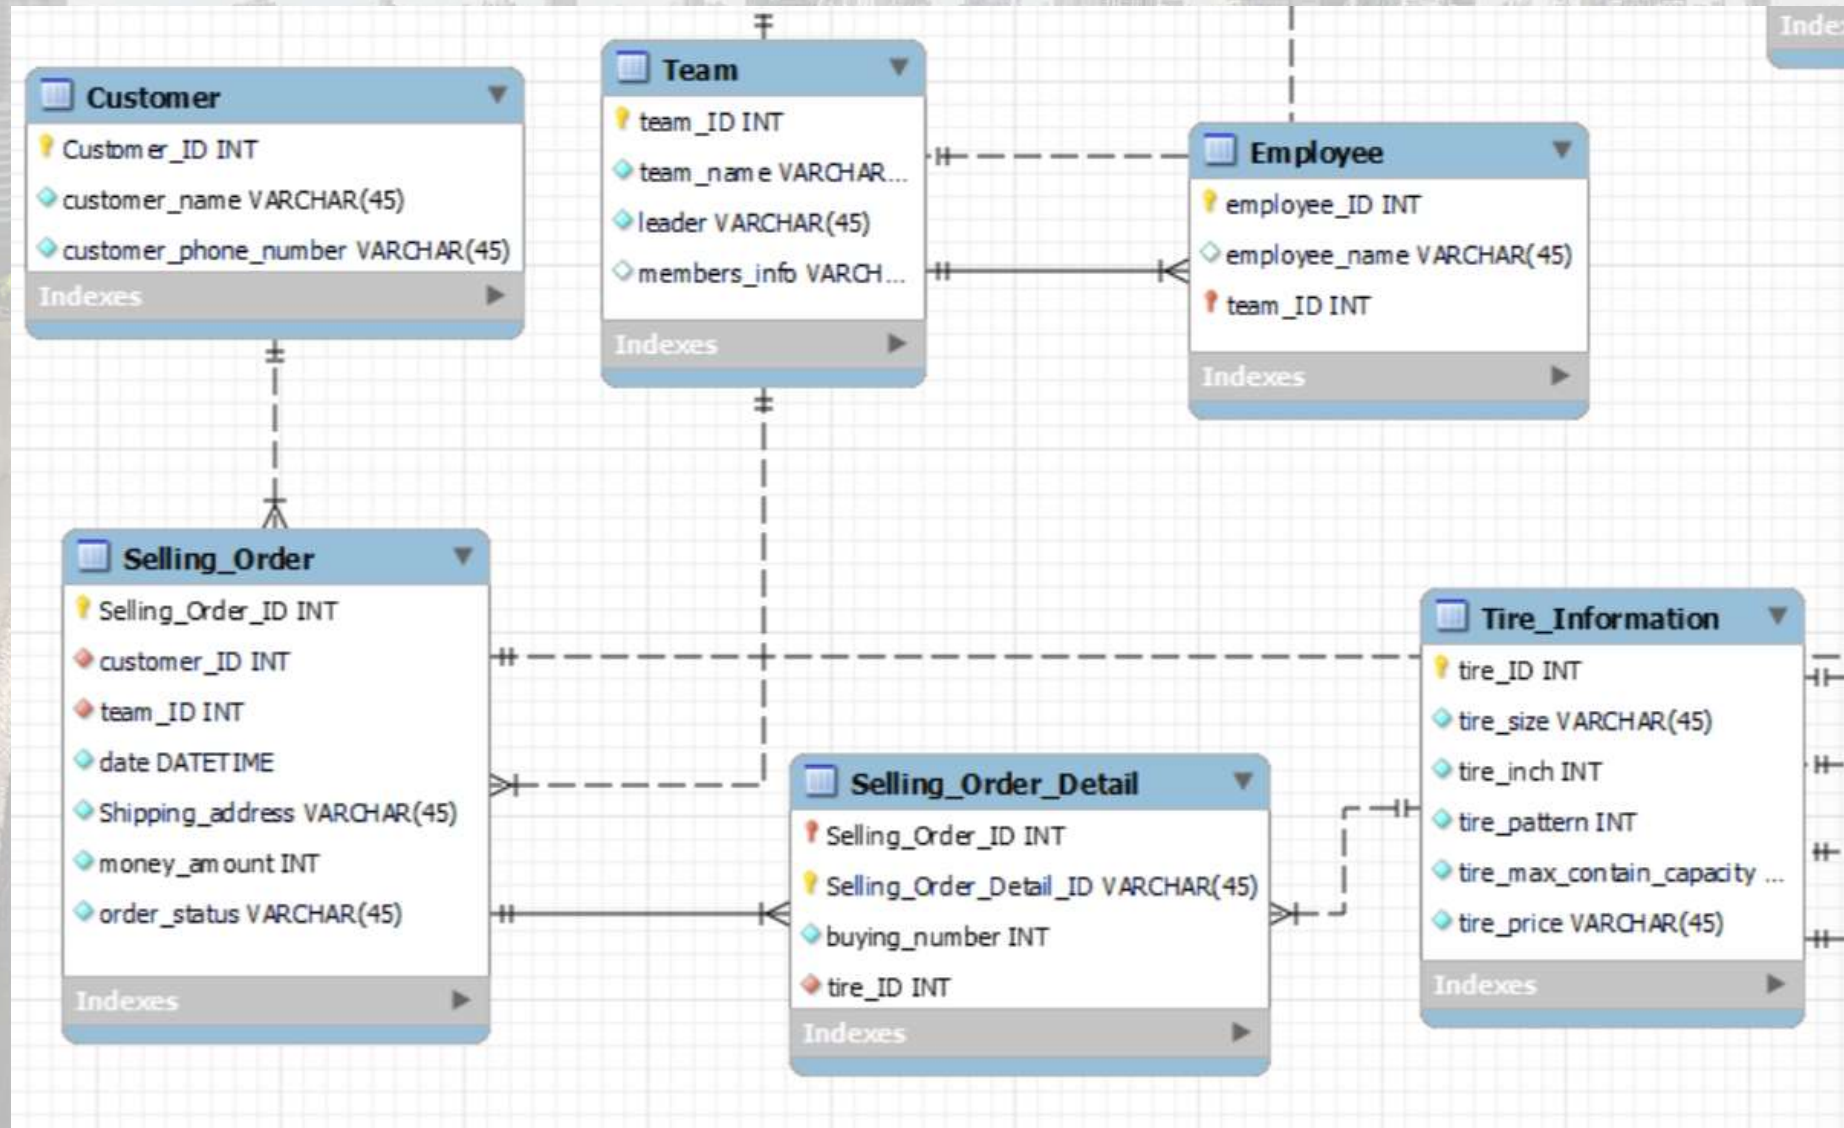 Customer
Customer_ID INT
customer_name VARCHAR(45)
customer_phone_number VARCHAR(45)
Indexes
Team
team_ID INT
team_name VARCHAR...
leader VARCHAR(45)
members_info VARCH...
Indexes
Employee
employee_ID INT
employee_name VARCHAR(45)
team_ID INT
Indexes
Selling_Order
Selling_Order_ID INT
customer_ID INT
team_ID INT
date DATETIME
Shipping_address VARCHAR(45)
money_amount INT
order_status VARCHAR(45)
Indexes
Selling_Order_Detail
Selling_Order_ID INT
Selling_Order_Detail_ID VARCHAR(45)
buying_number INT
tire_ID INT
Indexes
Tire_Information
tire_ID INT
tire_size VARCHAR(45)
tire_inch INT
tire_pattern INT
tire_max_contain_capacity ...
tire_price VARCHAR(45)
Indexes